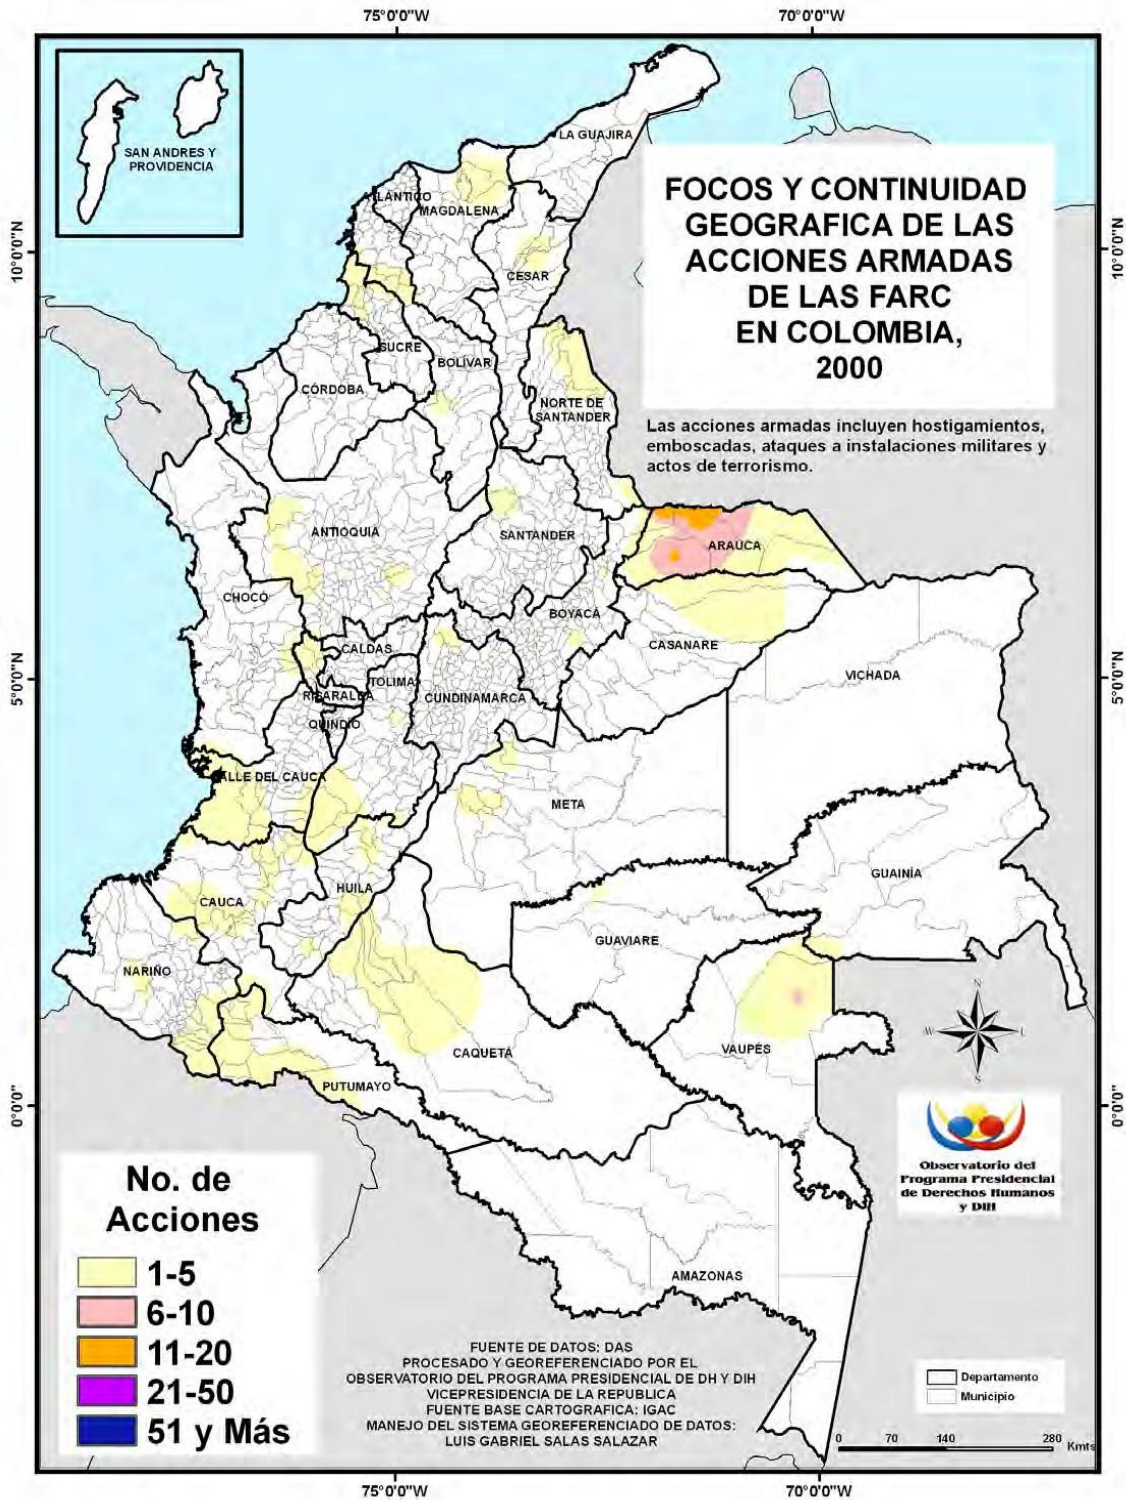 75°0'0"W
70°0'0"W
10°0'0"N
10°0'0"N
5°0'0"N
5°0'0"N
0°0'0"
0°0'0"
75°0'0"W
70°0'0"W
SAN ANDRES Y
PROVIDENCIA
FOCOS Y CONTINUIDAD
GEOGRAFICA DE LAS
ACCIONES ARMADAS
DE LAS FARC
EN COLOMBIA,
2000
Las acciones armadas incluyen hostigamientos,
emboscadas, ataques a instalaciones militares y
actos de terrorismo.
LA GUAJIRA
ATLANTICO
MAGDALENA
CESAR
SUCRE
BOLÍVAR
CÓRDOBA
NORTE DE
SANTANDER
ANTIOQUIA
SANTANDER
ARAUCA
CHOCÓ
BOYACÁ
CALDAS
CASANARE
VICHADA
TOLIMA
RISARALDA
CUNDINAMARCA
QUINDIO
ALLE DEL CAUCA
META
GUAINÍA
HUILA
CAUCA
GUAVIARE
NARIÑO
VAUPÉS
CAQUETÁ
PUTUMAYO
AMAZONAS
N
W
E
S
Observatorio del
Programa Presidencial
de Derechos Humanos
y DIH
No. de
Acciones
1-5
6-10
11-20
21-50
51 y Más
FUENTE DE DATOS: DAS
PROCESADO Y GEOREFERENCIADO POR EL
OBSERVATORIO DEL PROGRAMA PRESIDENCIAL DE DH Y DIH
VICEPRESIDENCIA DE LA REPUBLICA
FUENTE BASE CARTOGRAFICA: IGAC
MANEJO DEL SISTEMA GEOREFERENCIADO DE DATOS:
LUIS GABRIEL SALAS SALAZAR
Departamento
Municipio
0 70 140 280
Kmts